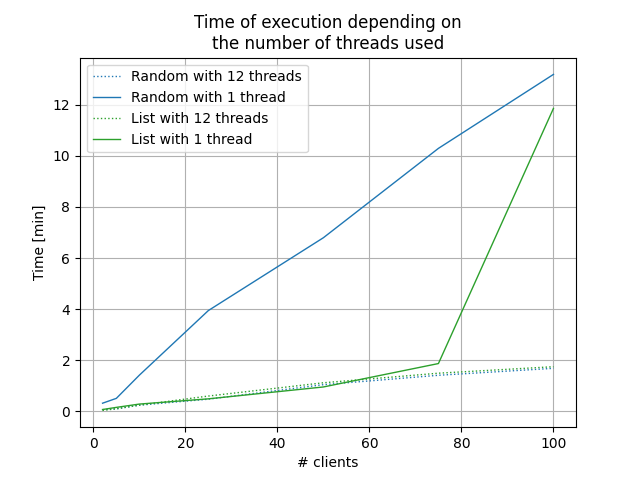 Time of execution depending on
the number of threads used
Random with 12 threads
Random with 1 thread
List with 12 threads
List with 1 thread
Time [min]
12
10
8
6
4
2
0
0 20 40 60 80 100
# clients